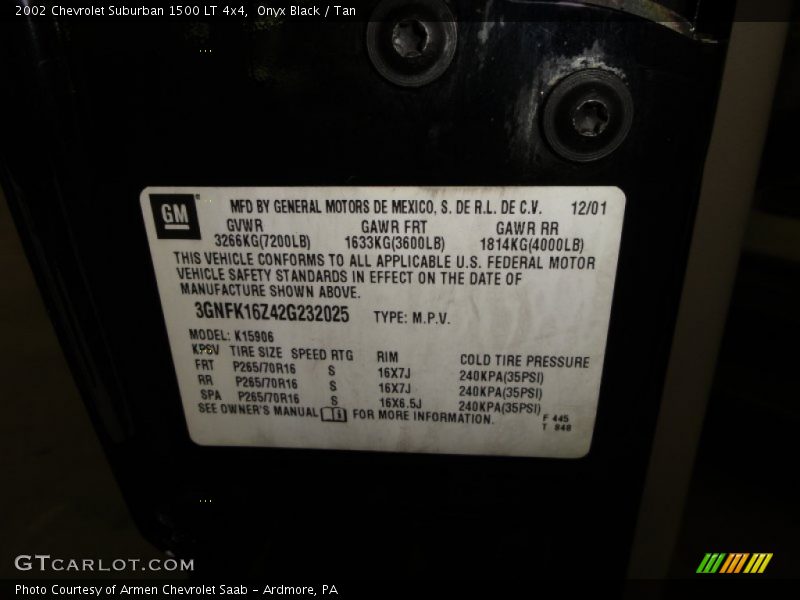 2002 Chevrolet Suburban 1500 LT 4x4, Onyx Black / Tan
GM
MFD BY GENERAL MOTORS DE MEXICO, S. DE R.L. DE C.V. 12/01
GVWR GAWR FRT GAWR RR
3266KG(7200LB) 1633KG(3600LB) 1814KG(4000LB)
THIS VEHICLE CONFORMS TO ALL APPLICABLE U.S. FEDERAL MOTOR
VEHICLE SAFETY STANDARDS IN EFFECT ON THE DATE OF
MANUFACTURE SHOWN ABOVE.
3GNFK16Z42G232025 TYPE: M.P.V.
MODEL: K15906
TIRE SIZE SPEED RTG RIM COLD TIRE PRESSURE
FRT P265/70R16 S 16X7J 240KPA(35PSI)
RR P265/70R16 S 16X7J 240KPA(35PSI)
SPA P265/70R16 S 16X6.5J 240KPA(35PSI)
SEE OWNER'S MANUAL FOR MORE INFORMATION.
F 445
T 848
GTCARLOT.COM
Photo Courtesy of Armen Chevrolet Saab - Ardmore, PA